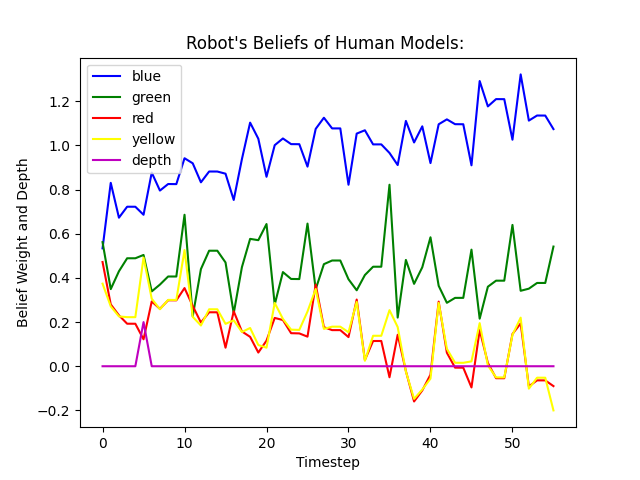 Robot's Beliefs of Human Models:
blue
green
red
yellow
depth
Belief Weight and Depth
1.2
1.0
0.8
0.6
0.4
0.2
0.0
−0.2
0 10 20 30 40 50
Timestep